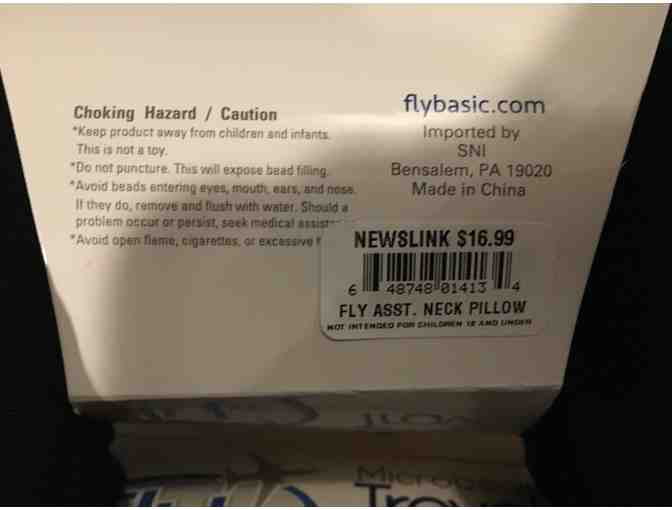 Choking Hazard / Caution
*Keep product away from children and infants.
This is not a toy.
*Do not puncture. This will expose bead filling.
*Avoid beads entering eyes, mouth, ears, and nose.
If they do, remove and flush with water. Should a
problem occur or persist, seek medical
*Avoid open flame, cigarettes, or excessive
flybasic.com
Imported by
SNI
Bensalem, PA 19020
Made in China
NEWSLINK $16.99
6 48748 01413 4
FLY ASST. NECK PILLOW
NOT INTENDED FOR CHILDREN 12 AND UNDER